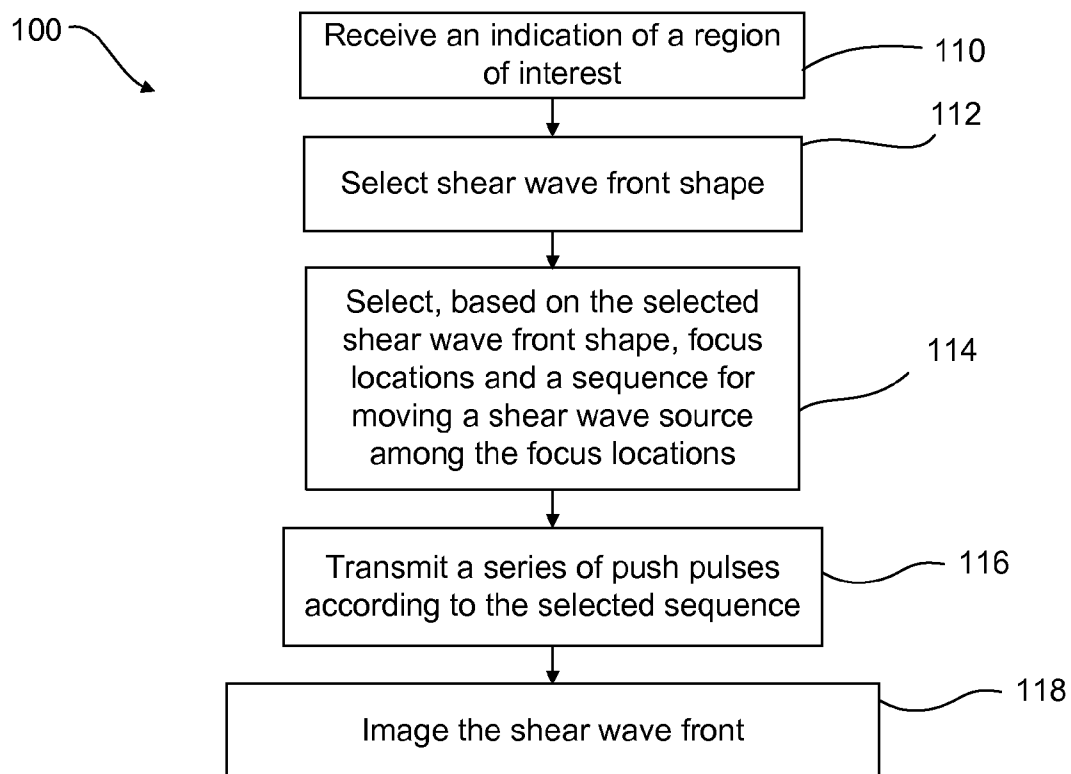 100
Receive an indication of a region
of interest
110
112
Select shear wave front shape
Select, based on the selected
shear wave front shape, focus
locations and a sequence for
moving a shear wave source
among the focus locations
114
Transmit a series of push pulses
according to the selected sequence
116
Image the shear wave front
118